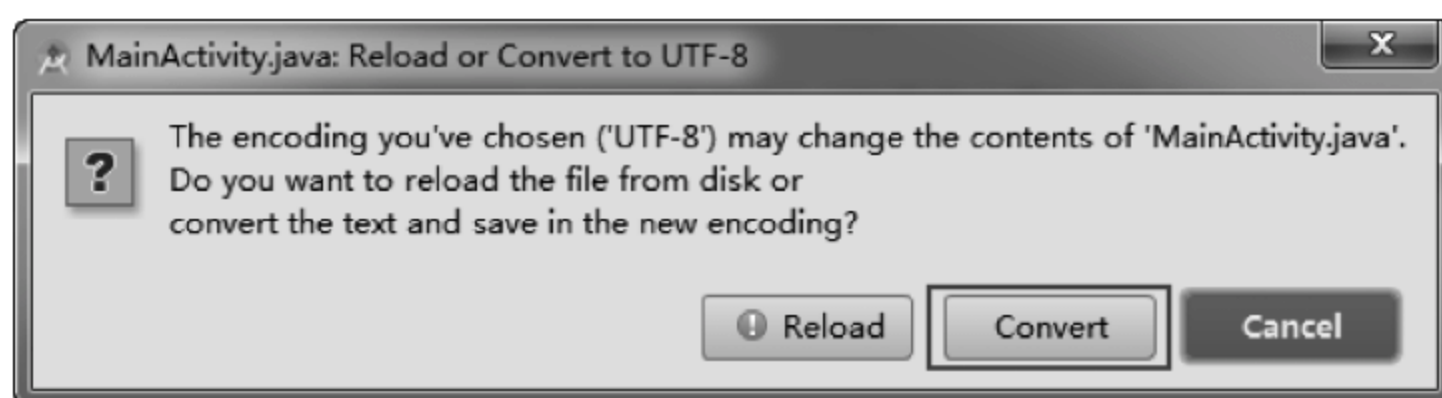 MainActivity.java: Reload or Convert to UTF-8
x
The encoding you've chosen ('UTF-8') may change the contents of 'MainActivity.java'.
Do you want to reload the file from disk or
convert the text and save in the new encoding?
Reload Convert Cancel